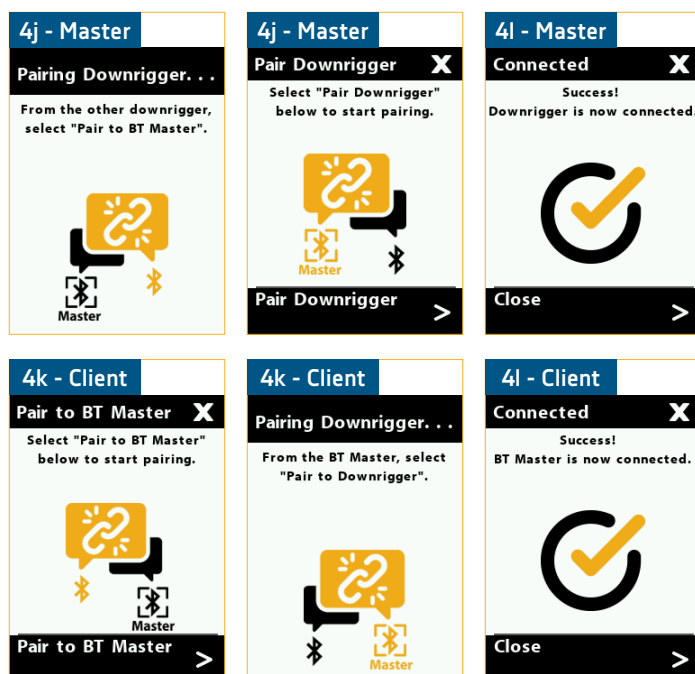 4j - Master
Pairing Downrigger. . .
From the other downrigger,
select "Pair to BT Master".
Master
4j - Master
Pair Downrigger X
Select "Pair Downrigger"
below to start pairing.
Master
Pair Downrigger >
4l - Master
Connected X
Success!
Downrigger is now connected.
Close >
4k - Client
Pair to BT Master X
Select "Pair to BT Master"
below to start pairing.
Master
Pair to BT Master >
4k - Client
Pairing Downrigger. . .
From the BT Master, select
"Pair to Downrigger".
Master
4l - Client
Connected X
Success!
BT Master is now connected.
Close >